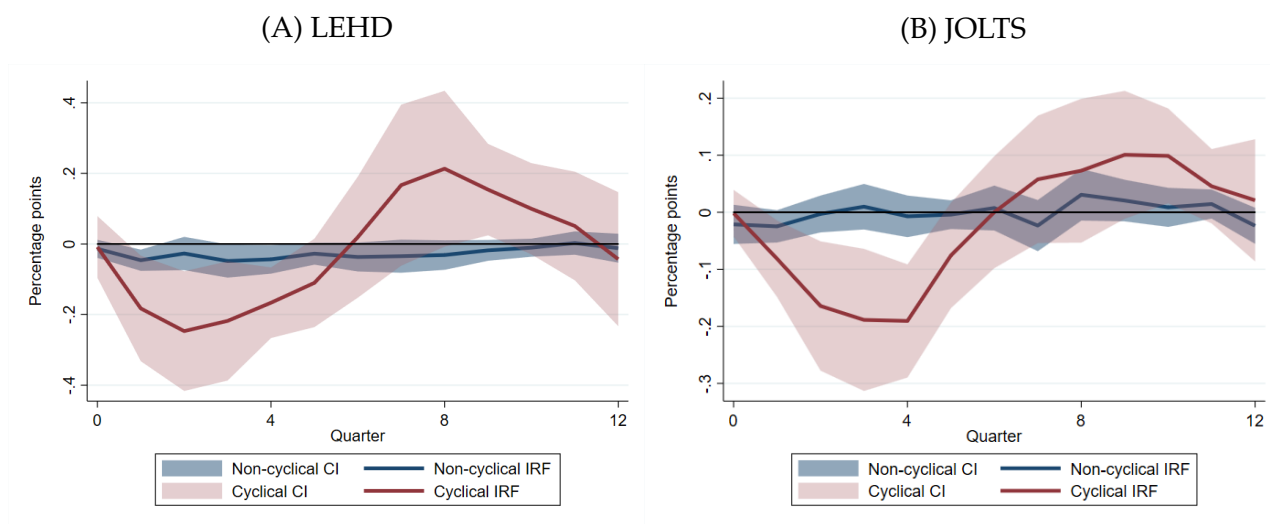 (A) LEHD
Percentage points
.4
.2
0
-.2
-.4
0
4
8
12
Quarter
Non-cyclical CI
Non-cyclical IRF
Cyclical CI
Cyclical IRF
(B) JOLTS
Percentage points
.2
.1
0
-.1
-.2
-.3
0
4
8
12
Quarter
Non-cyclical CI
Non-cyclical IRF
Cyclical CI
Cyclical IRF